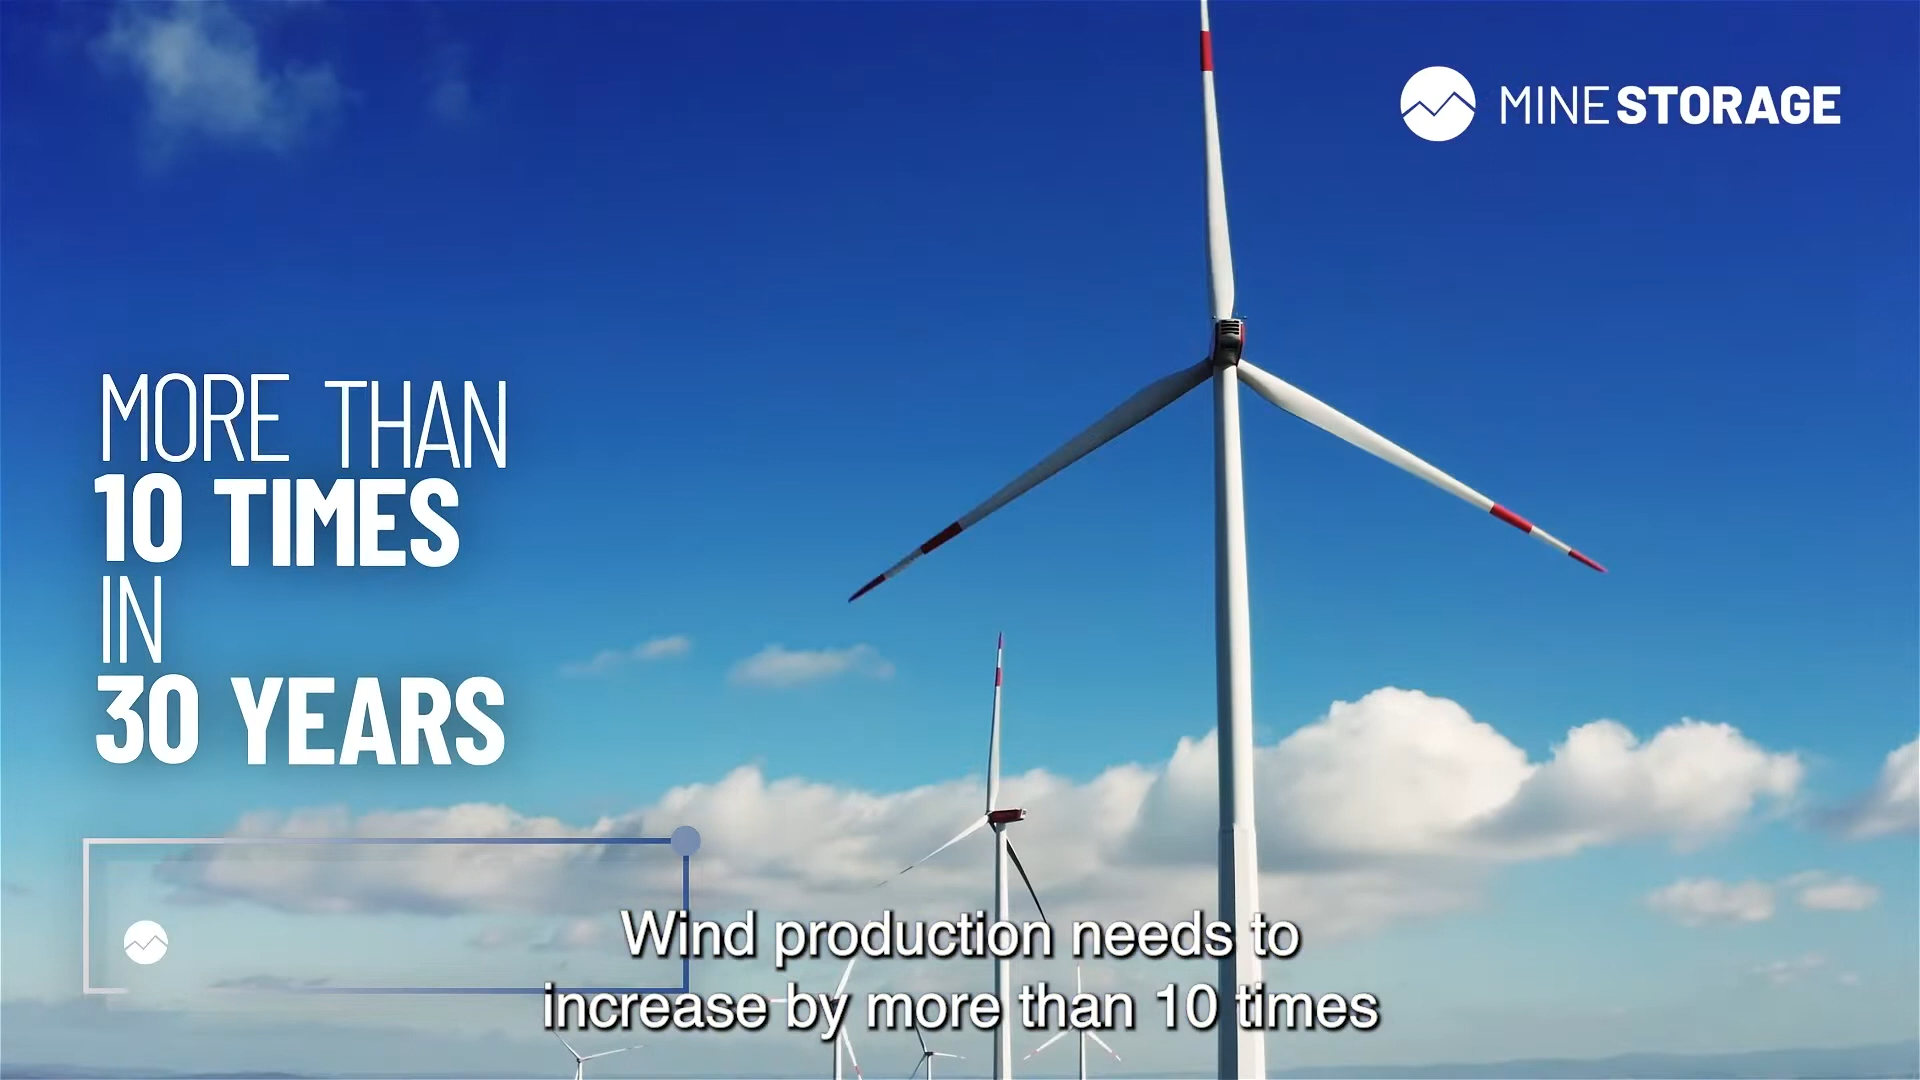 MINESTORAGE
MORE THAN
10 TIMES
IN
30 YEARS
Wind production needs to
increase by more than 10 times